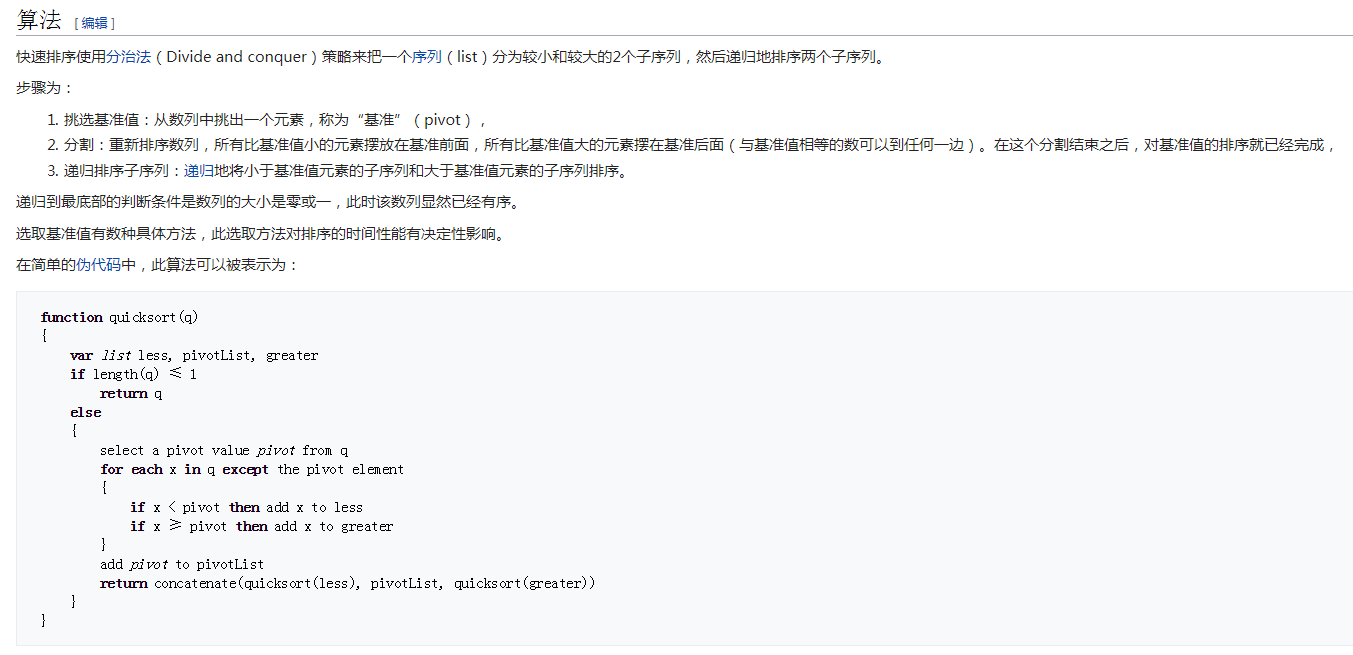 算法 [ 编辑 ]
快速排序使用分治法（Divide and conquer）策略来把一个序列（list）分为较小和较大的2个子序列，然后递归地排序两个子序列。
步骤为：
1. 挑选基准值：从数列中挑出一个元素，称为“基准”（pivot），
2. 分割：重新排序数列，所有比基准值小的元素摆放在基准前面，所有比基准值大的元素摆在基准后面（与基准值相等的数可以到任何一边）。在这个分割结束之后，对基准值的排序就已经完成，
3. 递归排序子序列：递归地将小于基准值元素的子序列和大于基准值元素的子序列排序。
递归到最底部的判断条件是数列的大小是零或一，此时该数列显然已经有序。
选取基准值有数种具体方法，此选取方法对排序的时间性能有决定性影响。
在简单的伪代码中，此算法可以被表示为：
function quicksort(q)
{
    var list less, pivotList, greater
    if length(q) ≤ 1
        return q
    else
    {
        select a pivot value pivot from q
        for each x in q except the pivot element
        {
            if x < pivot then add x to less
            if x ≥ pivot then add x to greater
        }
        add pivot to pivotList
        return concatenate(quicksort(less), pivotList, quicksort(greater))
    }
}